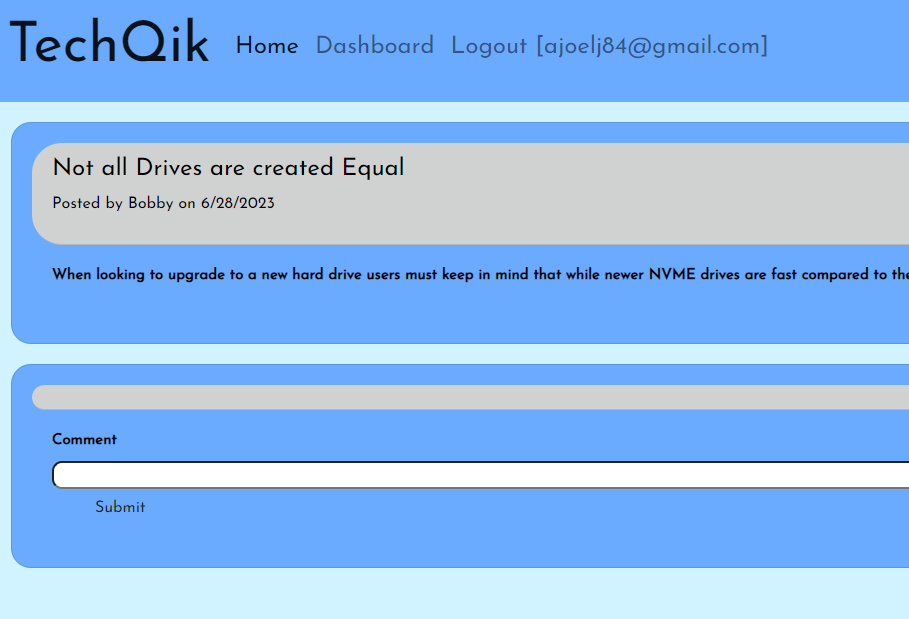 TechQik Home Dashboard Logout [ajoelj84@gmail.com]
Not all Drives are created Equal
Posted by Bobby on 6/28/2023
When looking to upgrade to a new hard drive users must keep in mind that while newer NVME drives are fast compared to
Comment
Submit